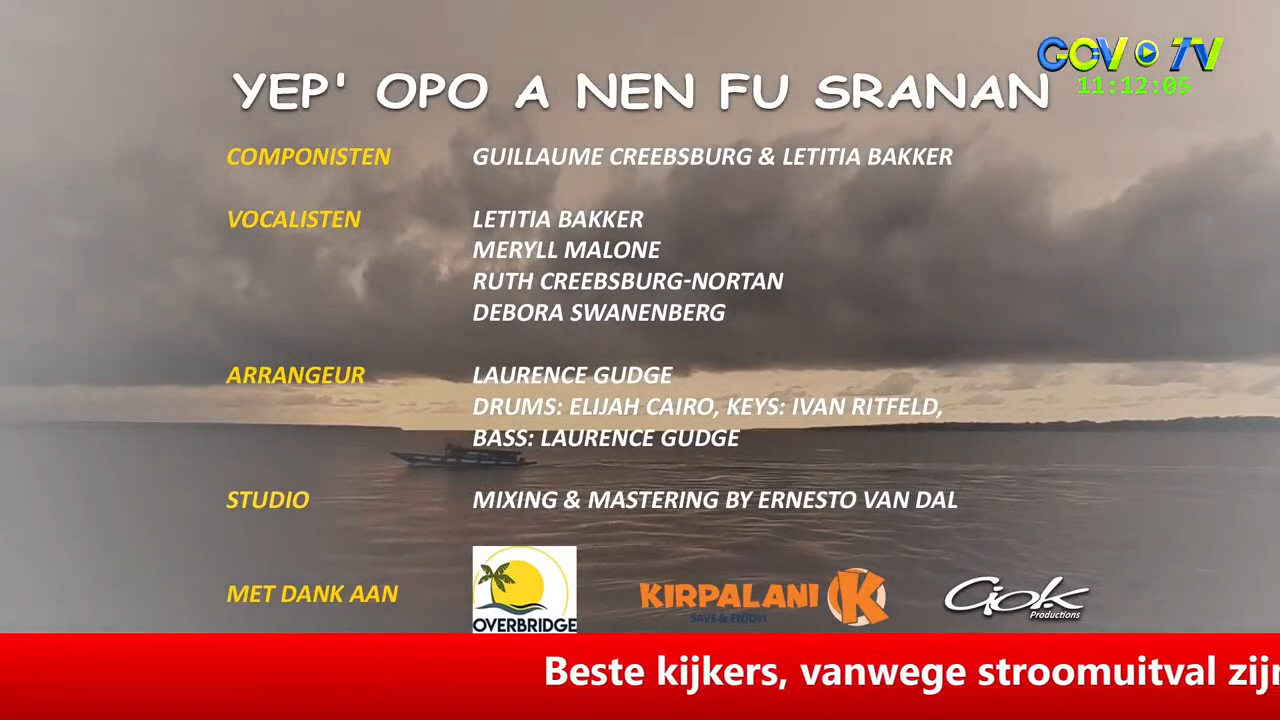 GOV TV
11:12:05
YEP' OPO A NEN FU SRANAN
COMPONISTEN GUILLAUME CREEBSBURG & LETITIA BAKKER
VOCALISTEN LETITIA BAKKER
MERYLL MALONE
RUTH CREEBSBURG-NORTAN
DEBORA SWANENBERG
ARRANGEUR LAURENCE GUDGE
DRUMS: ELIJAH CAIRO, KEYS: IVAN RITFELD,
BASS: LAURENCE GUDGE
STUDIO MIXING & MASTERING BY ERNESTO VAN DAL
MET DANK AAN
OVERBRIDGE
KIRPALANI K
SAVE & ENJOY!
Gok
Productions
Beste kijkers, vanwege stroomuitval zijn